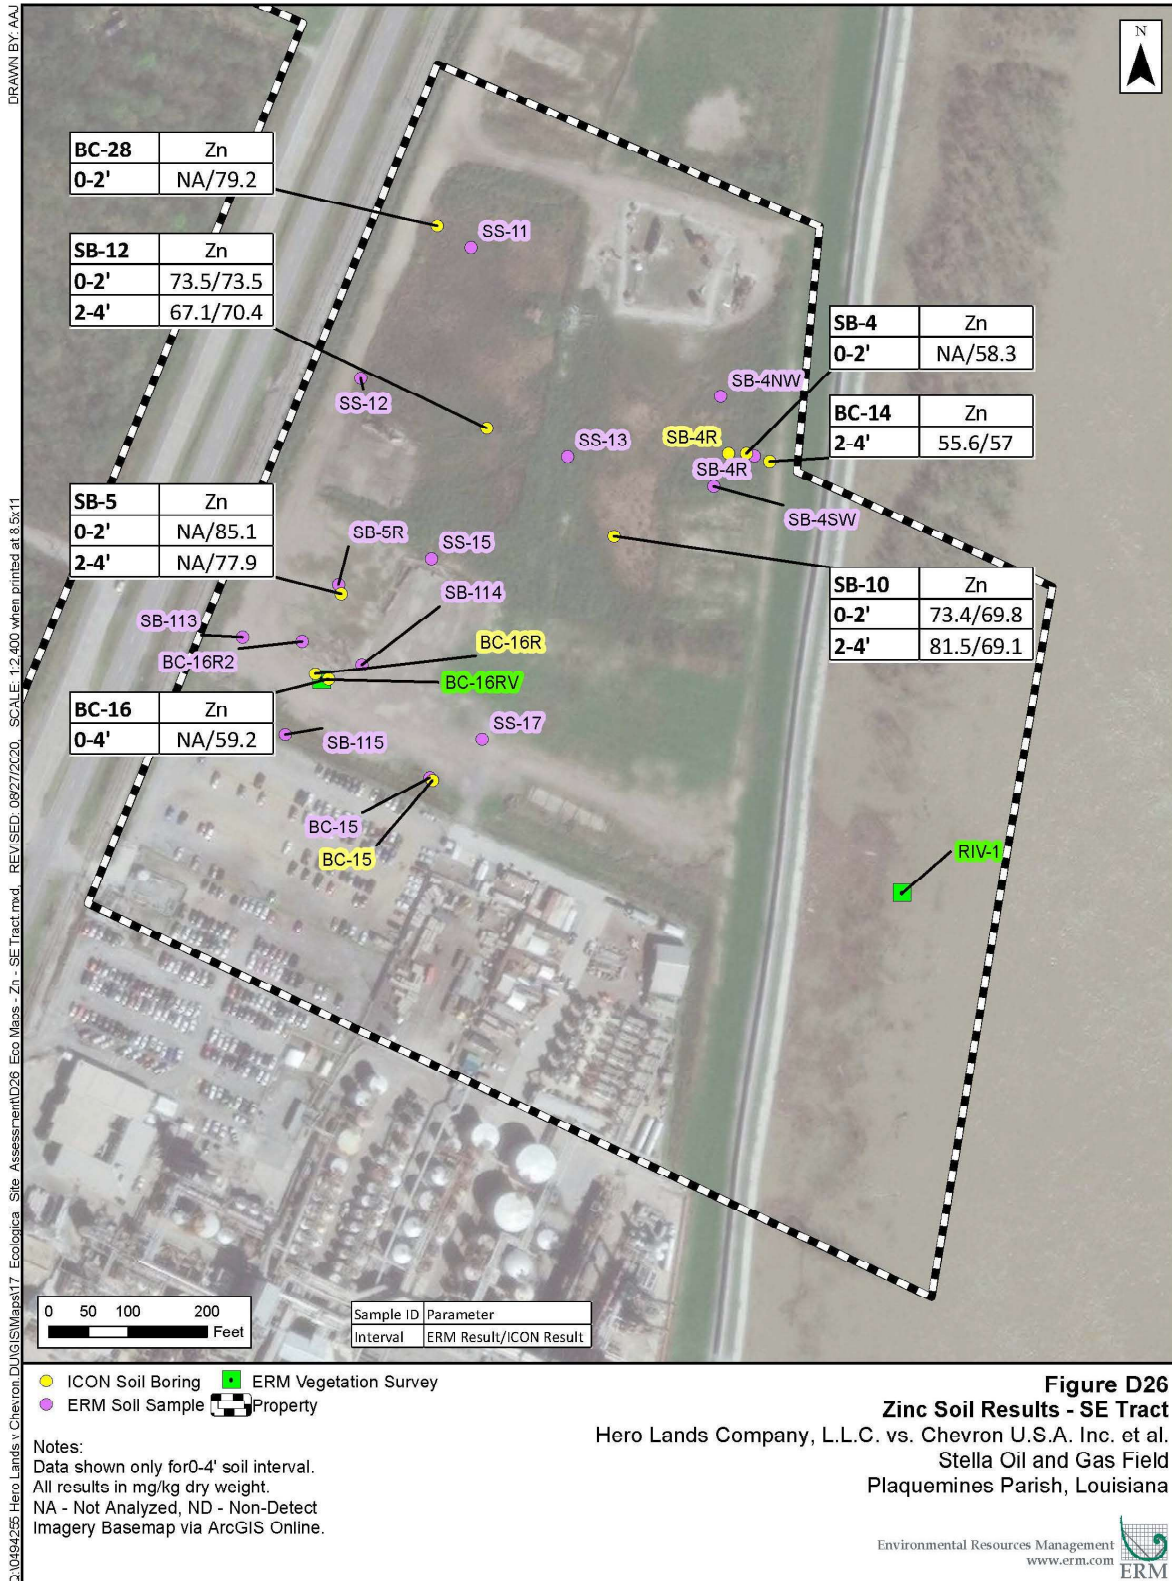 DRAWN BY: AAJ
N
BC-28 Zn
0-2' NA/79.2
SS-11
SB-12 Zn
0-2' 73.5/73.5
2-4' 67.1/70.4
SB-4 Zn
0-2' NA/58.3
SB-4NW
SS-12
BC-14 Zn
2-4' 55.6/57
SS-13
SB-4R
SB-4R
SB-4SW
SB-5 Zn
0-2' NA/85.1
2-4' NA/77.9
SB-5R
SS-15
SB-114
SB-10 Zn
0-2' 73.4/69.8
2-4' 81.5/69.1
SB-113
BC-16R2
BC-16R
BC-16RV
BC-16 Zn
0-4' NA/59.2
SS-17
SB-115
BC-15
BC-15
RIV-1
REVISED: 08/27/2020, SCALE: 1:2,400 when printed at 8.5x11
0 50 100 200
Feet
Sample ID Parameter
Interval ERM Result/ICON Result
ICON Soil Boring ERM Vegetation Survey
ERM Soil Sample Property
Notes:
Data shown only for0-4' soil interval.
All results in mg/kg dry weight.
NA - Not Analyzed, ND - Non-Detect
Imagery Basemap via ArcGIS Online.
Figure D26
Zinc Soil Results - SE Tract
Hero Lands Company, L.L.C. vs. Chevron U.S.A. Inc. et al.
Stella Oil and Gas Field
Plaquemines Parish, Louisiana
Environmental Resources Management
www.erm.com
ERM